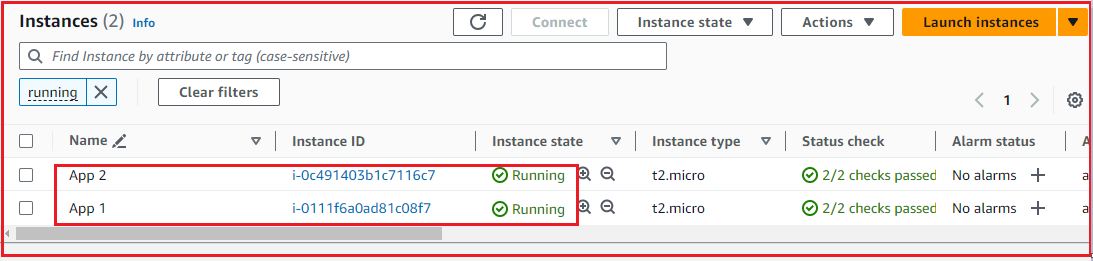 Instances (2) Info Connect Instance state Actions Launch instances
Find Instance by attribute or tag (case-sensitive)
running Clear filters
1
Name Instance ID Instance state Instance type Status check Alarm status A
App 2 i-0c491403b1c7116c7 Running t2.micro 2/2 checks passed No alarms a
App 1 i-0111f6a0ad81c08f7 Running t2.micro 2/2 checks passed No alarms a